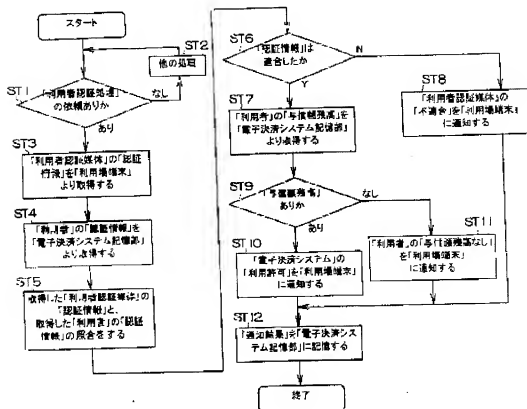 スタート
ST2
他の処理
ST1
「利用者認証処理」
の依頼ありか
なし
あり
ST3
「利用者認証媒体」の「認証
情報」を「利用場端末」
より取得する
ST4
「利用者」の「認証情報」を
「電子決済システム記憶部」
より取得する
ST5
取得した「利用者認証媒体」の
「認証情報」と、
取得した「利用者」の「認証
情報」の照合をする
ST6
「認証情報」は
適合したか
N
Y
ST7
「利用者」の「与信額残高」を
「電子決済システム記憶部」
より取得する
ST8
「利用者認証媒体」の
「不適合」を「利用場端末」
に通知する
ST9
「与信額残高」
ありか
なし
あり
ST10
「電子決済システム」の
「利用許可」を「利用場端末」
に通知する
ST11
「利用者」の「与信額残高なし」
を「利用場端末」
に通知する
ST12
「通知結果」を「電子決済シス
テム記憶部」に記憶する
終了